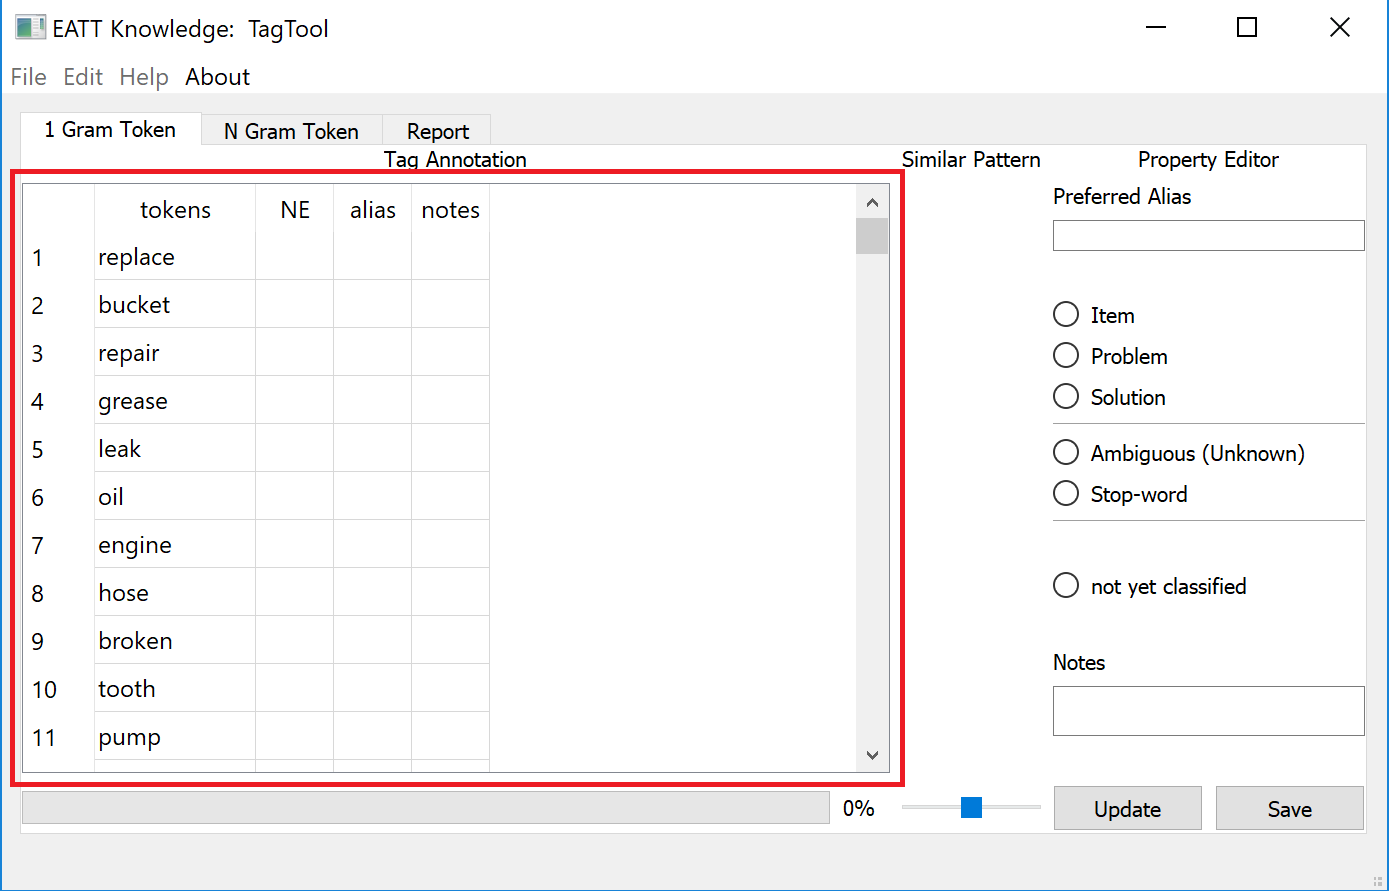 EATT Knowledge: TagTool
File Edit Help About
1 Gram Token N Gram Token Report
Tag Annotation Similar Pattern Property Editor
tokens NE alias notes
1 replace
2 bucket
3 repair
4 grease
5 leak
6 oil
7 engine
8 hose
9 broken
10 tooth
11 pump
Preferred Alias
Item
Problem
Solution
Ambiguous (Unknown)
Stop-word
not yet classified
Notes
0% Update Save